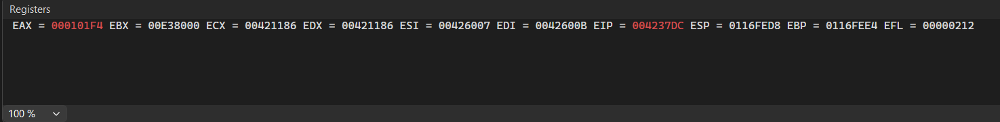 Registers
EAX = 000101F4 EBX = 00E38000 ECX = 00421186 EDX = 00421186 ESI = 00426007 EDI = 0042600B EIP = 004237DC ESP = 0116FED8 EBP = 0116FEE4 EFL = 00000212
100 %